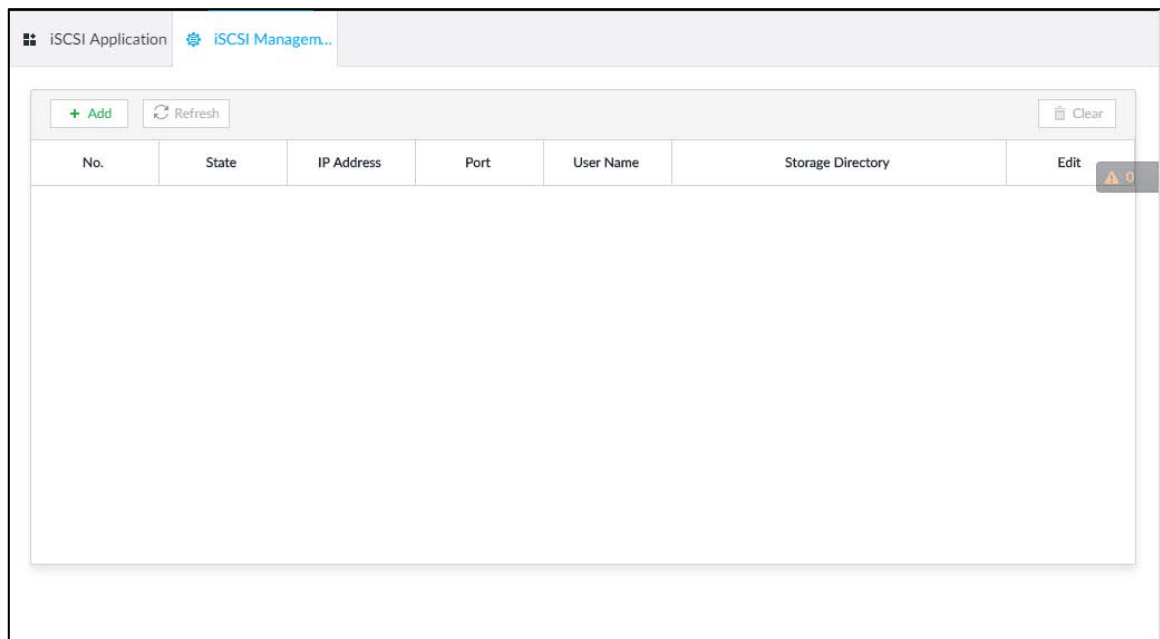 iSCSI Application iSCSI Managem...
+ Add Refresh Clear
No. State IP Address Port User Name Storage Directory Edit
0